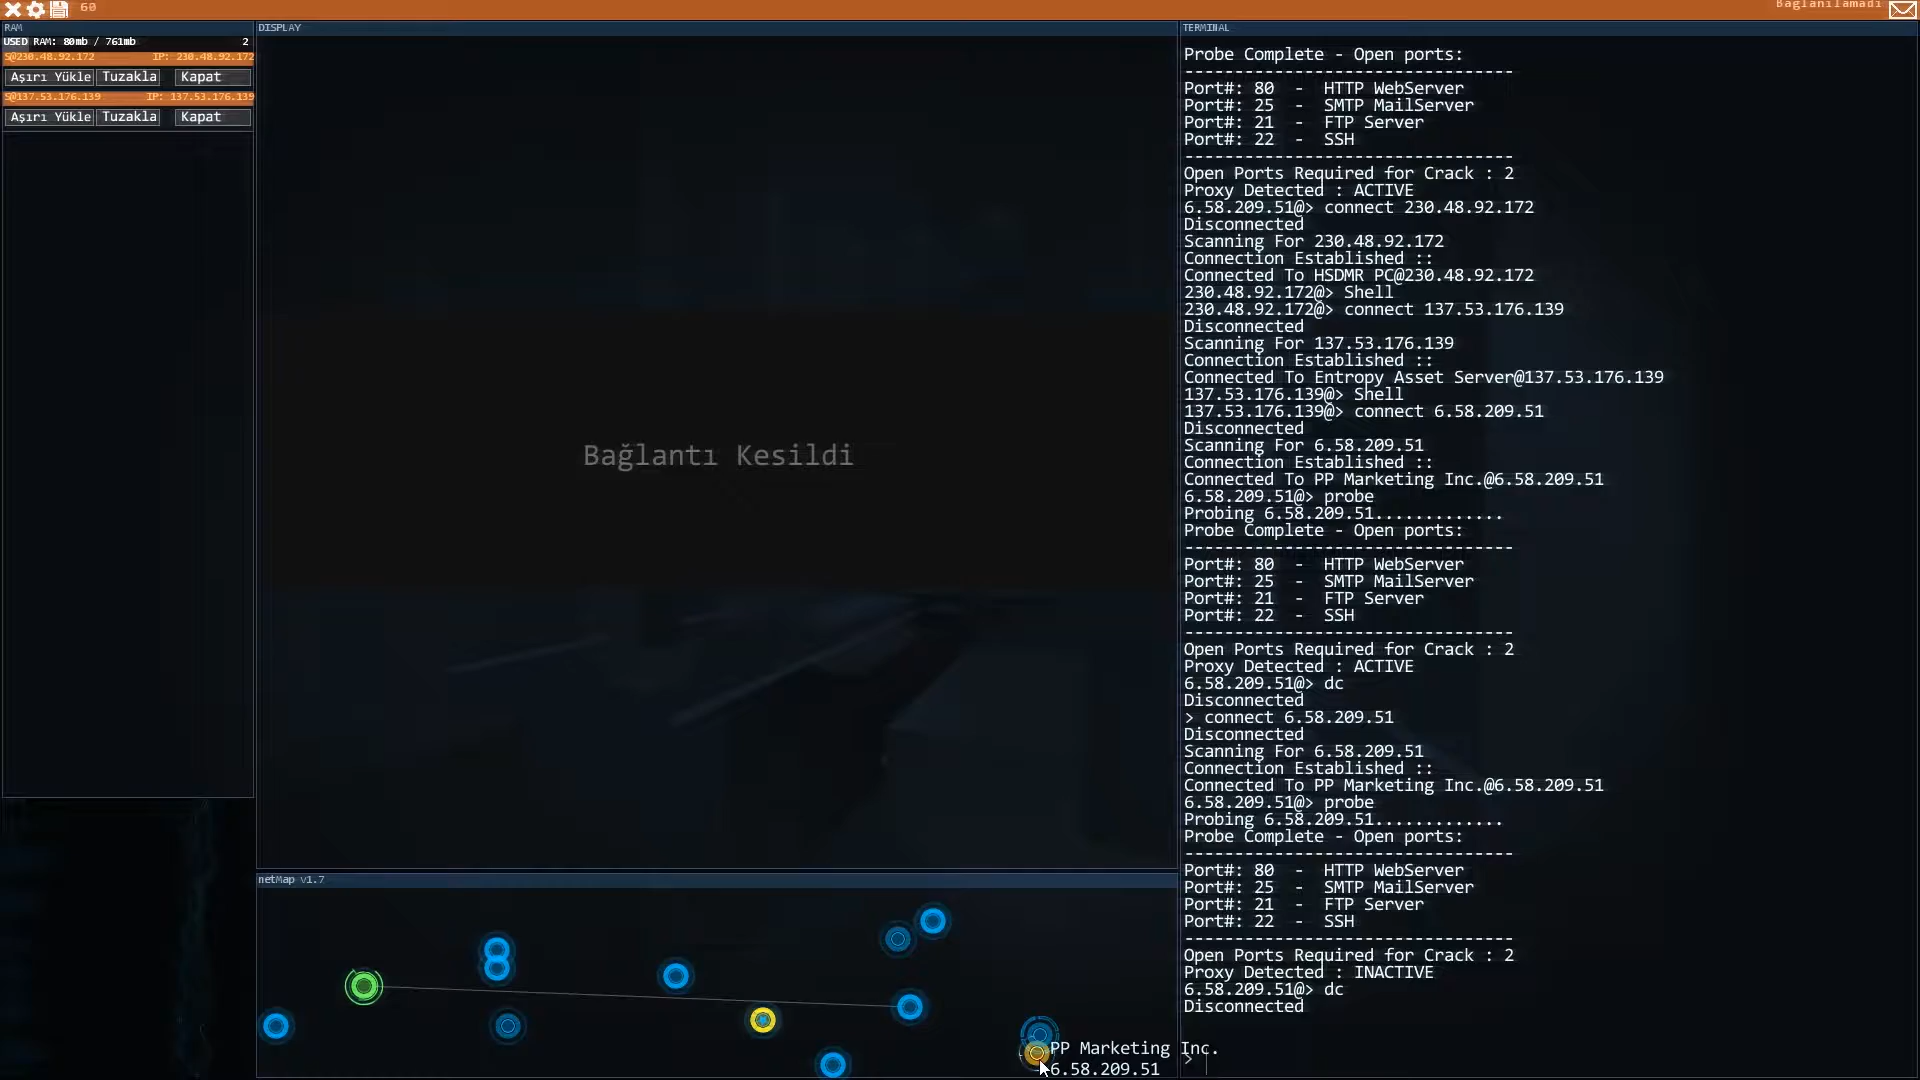 60
Bağlanılamadı
RAM
USED RAM: 80mb / 761mb 2
S@230.48.92.172 IP: 230.48.92.172
Aşırı Yükle Tuzakla Kapat
S@137.53.176.139 IP: 137.53.176.139
Aşırı Yükle Tuzakla Kapat
DISPLAY
Bağlantı Kesildi
netMap v1.7
PP Marketing Inc.
6.58.209.51
TERMINAL
Probe Complete - Open ports:
---------------------------------
Port#: 80 - HTTP WebServer
Port#: 25 - SMTP MailServer
Port#: 21 - FTP Server
Port#: 22 - SSH
---------------------------------
Open Ports Required for Crack : 2
Proxy Detected : ACTIVE
6.58.209.51@> connect 230.48.92.172
Disconnected
Scanning For 230.48.92.172
Connection Established ::
Connected To HSDMR PC@230.48.92.172
230.48.92.172@> Shell
230.48.92.172@> connect 137.53.176.139
Disconnected
Scanning For 137.53.176.139
Connection Established ::
Connected To Entropy Asset Server@137.53.176.139
137.53.176.139@> Shell
137.53.176.139@> connect 6.58.209.51
Disconnected
Scanning For 6.58.209.51
Connection Established ::
Connected To PP Marketing Inc.@6.58.209.51
6.58.209.51@> probe
Probing 6.58.209.51.............
Probe Complete - Open ports:
---------------------------------
Port#: 80 - HTTP WebServer
Port#: 25 - SMTP MailServer
Port#: 21 - FTP Server
Port#: 22 - SSH
---------------------------------
Open Ports Required for Crack : 2
Proxy Detected : ACTIVE
6.58.209.51@> dc
Disconnected
> connect 6.58.209.51
Disconnected
Scanning For 6.58.209.51
Connection Established ::
Connected To PP Marketing Inc.@6.58.209.51
6.58.209.51@> probe
Probing 6.58.209.51.............
Probe Complete - Open ports:
---------------------------------
Port#: 80 - HTTP WebServer
Port#: 25 - SMTP MailServer
Port#: 21 - FTP Server
Port#: 22 - SSH
---------------------------------
Open Ports Required for Crack : 2
Proxy Detected : INACTIVE
6.58.209.51@> dc
Disconnected
>